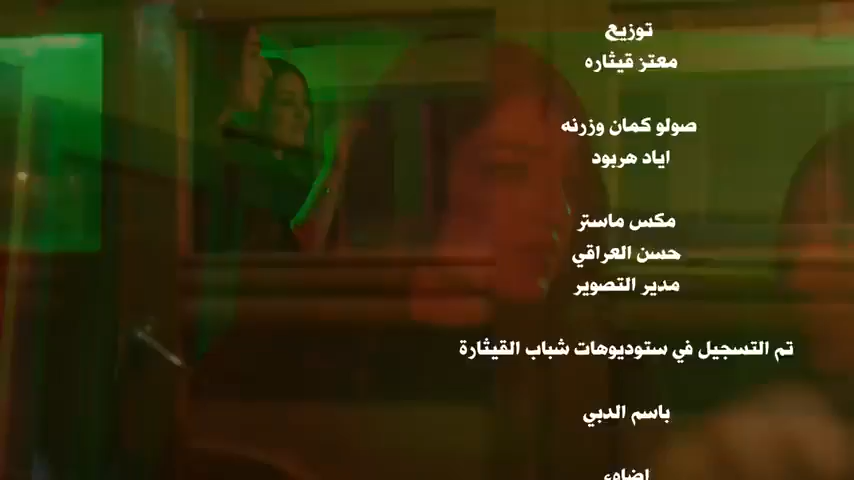 توزيع
معتز قيثاره
صولو كمان وزرنه
اياد هربود
مكس ماستر
حسن العراقي
مدير التصوير
تم التسجيل في ستوديوهات شباب القيثارة
باسم الدبي
اضاوء